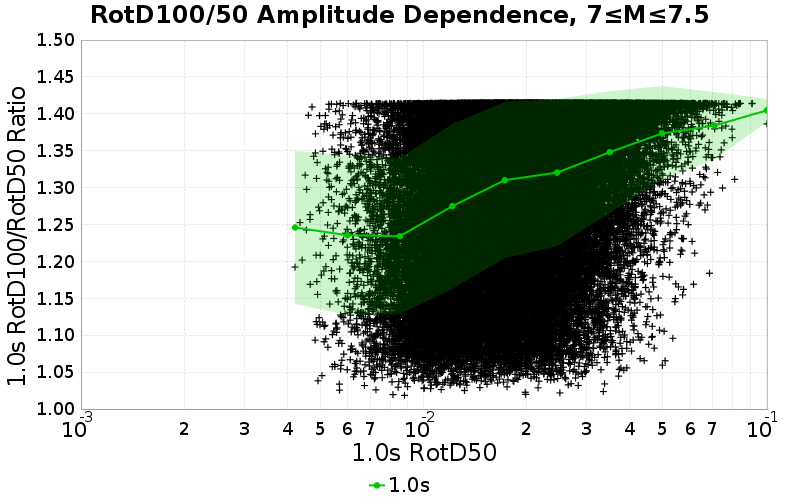 RotD100/50 Amplitude Dependence, 7≤M≤7.5
1.0s RotD100/RotD50 Ratio
1.50
1.45
1.40
1.35
1.30
1.25
1.20
1.15
1.10
1.05
1.00
10-3 2 3 4 5 6 7 10-2 2 3 4 5 6 7 10-1
1.0s RotD50
1.0s